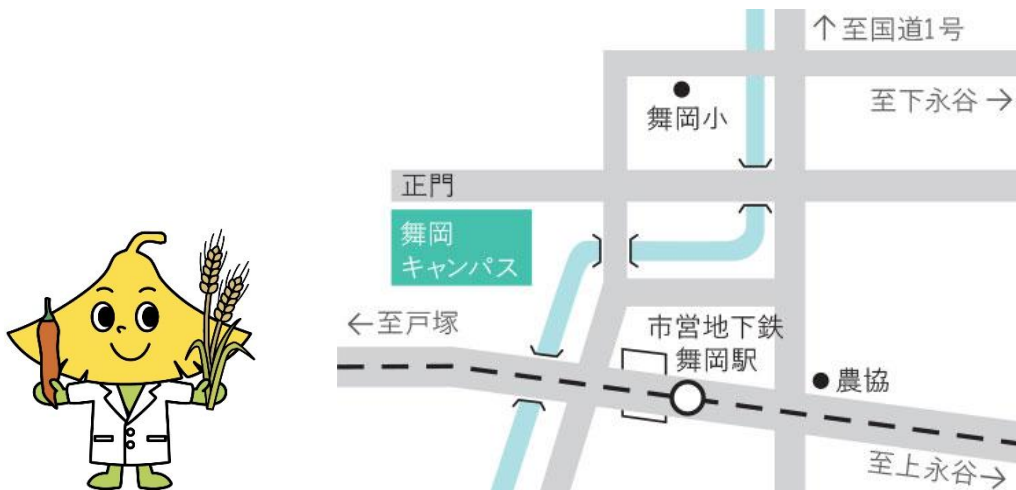 ↑至国道1号
至下永谷→
舞岡小
正門
舞岡
キャンパス
←至戸塚
市営地下鉄
舞岡駅
農協
至上永谷→